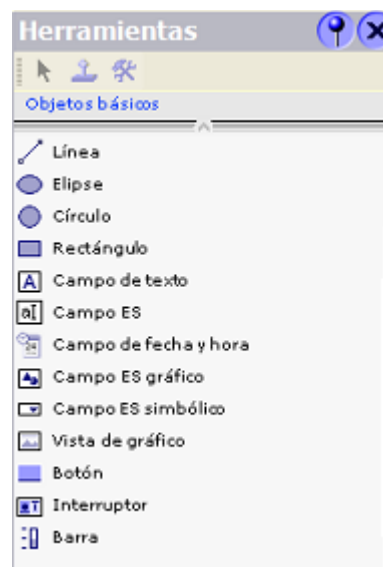 Herramientas
Objetos básicos
Línea
Elipse
Círculo
Rectángulo
Campo de texto
Campo ES
Campo de fecha y hora
Campo ES gráfico
Campo ES simbólico
Vista de gráfico
Botón
Interruptor
Barra